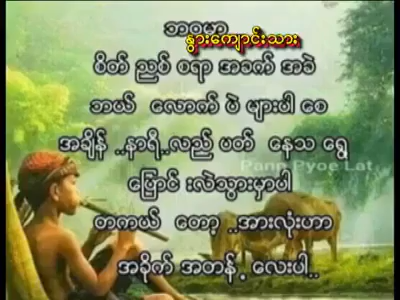 ဘဝမှာ
နွားကျောင်းသား
စိတ် ညစ် စရာ အခက် အခဲ
ဘယ် လောက် ပဲ များပါ စေ
အချိန် ..နာရီ..လည် ပတ် နေသ ရွေ့
Pann Pyoe Lat
ပြောင် းလဲသွားမှာပါ
တကယ် တော့ ..အားလုံးဟာ
အခိုက် အတန် ့ လေးပါ..